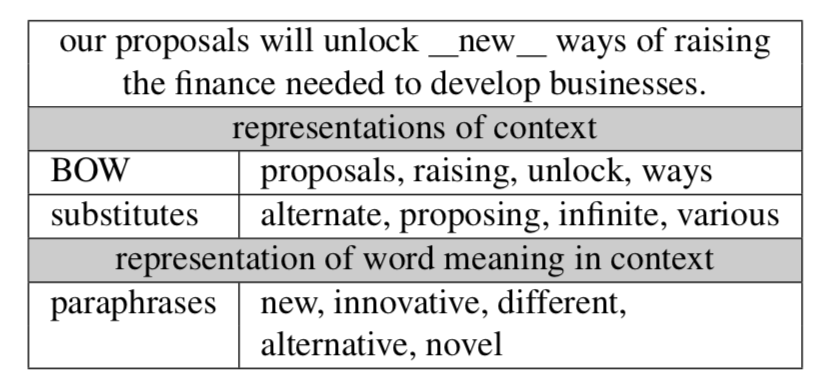 our proposals will unlock __new__ ways of raising
the finance needed to develop businesses.
representations of context
BOW proposals, raising, unlock, ways
substitutes alternate, proposing, infinite, various
representation of word meaning in context
paraphrases new, innovative, different,
alternative, novel